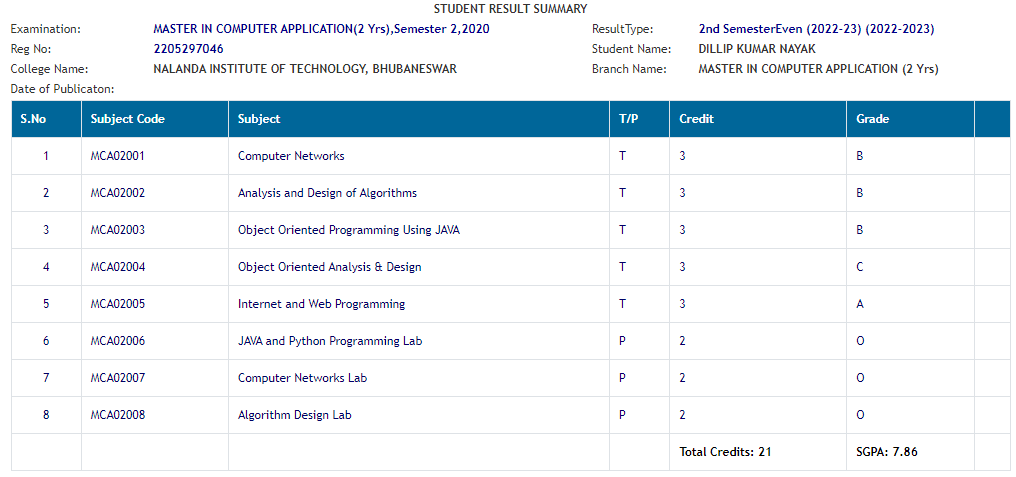 STUDENT RESULT SUMMARY
Examination: MASTER IN COMPUTER APPLICATION(2 Yrs),Semester 2,2020 ResultType: 2nd SemesterEven (2022-23) (2022-2023)
Reg No: 2205297046 Student Name: DILLIP KUMAR NAYAK
College Name: NALANDA INSTITUTE OF TECHNOLOGY, BHUBANESWAR Branch Name: MASTER IN COMPUTER APPLICATION (2 Yrs)
Date of Publicaton:
S.No Subject Code Subject T/P Credit Grade
1 MCA02001 Computer Networks T 3 B
2 MCA02002 Analysis and Design of Algorithms T 3 B
3 MCA02003 Object Oriented Programming Using JAVA T 3 B
4 MCA02004 Object Oriented Analysis & Design T 3 C
5 MCA02005 Internet and Web Programming T 3 A
6 MCA02006 JAVA and Python Programming Lab P 2 O
7 MCA02007 Computer Networks Lab P 2 O
8 MCA02008 Algorithm Design Lab P 2 O
Total Credits: 21 SGPA: 7.86